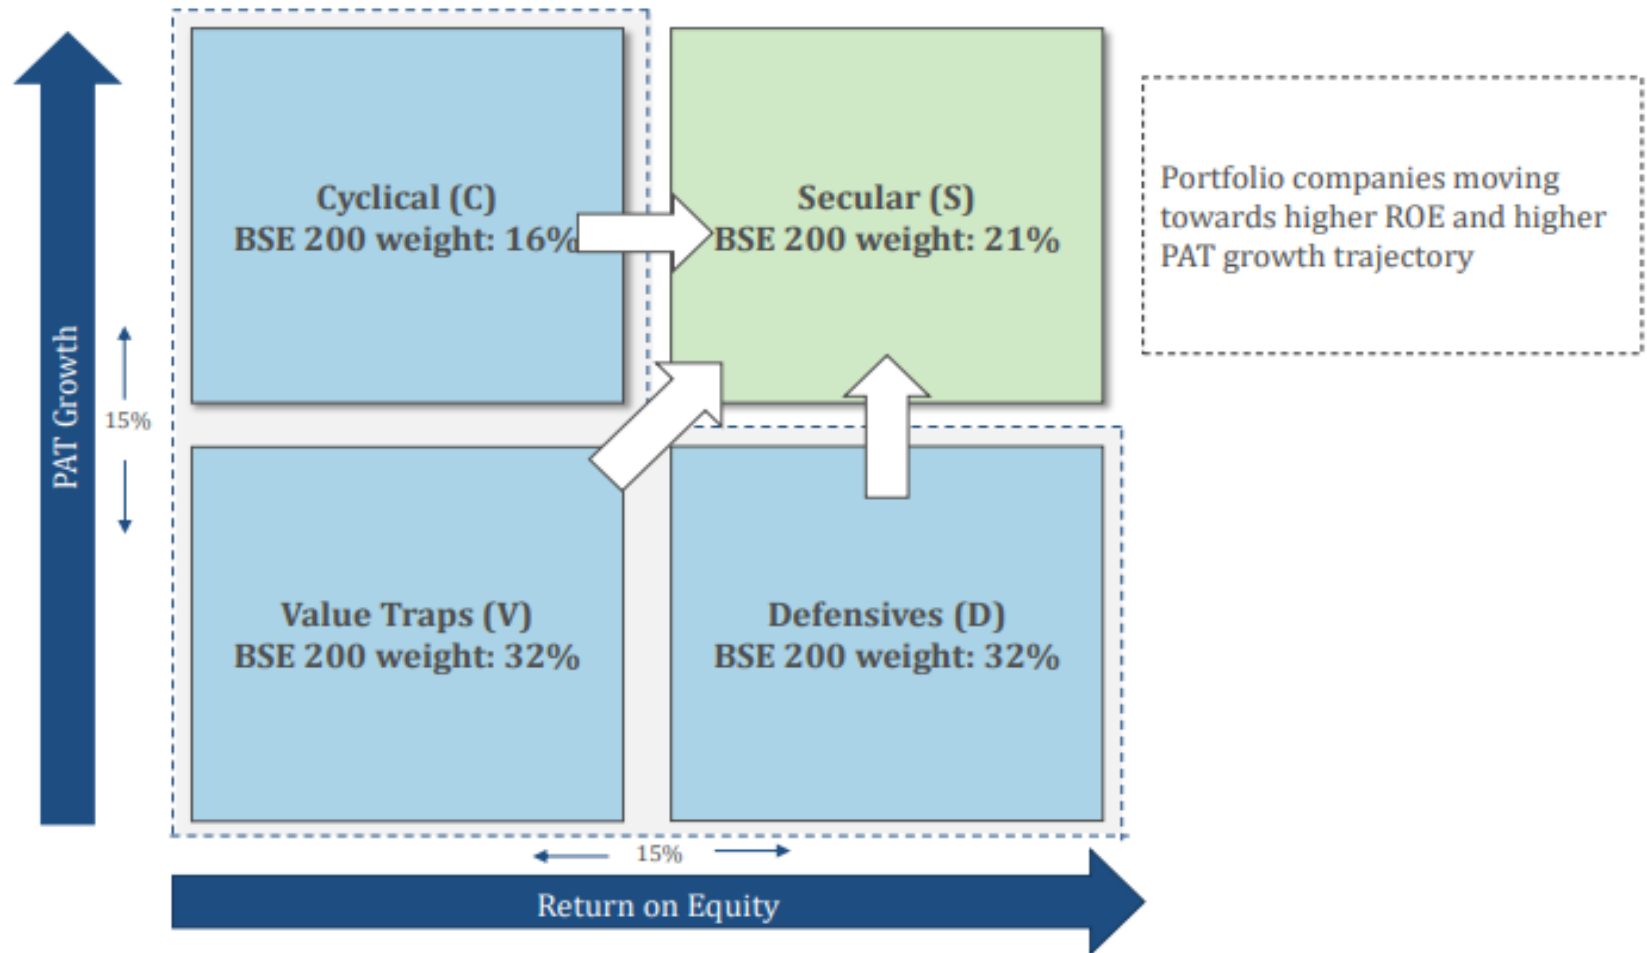 Cyclical (C)
BSE 200 weight: 16%
Secular (S)
BSE 200 weight: 21%
Portfolio companies moving
towards higher ROE and higher
PAT growth trajectory
PAT Growth
15%
Value Traps (V)
BSE 200 weight: 32%
Defensives (D)
BSE 200 weight: 32%
15%
Return on Equity